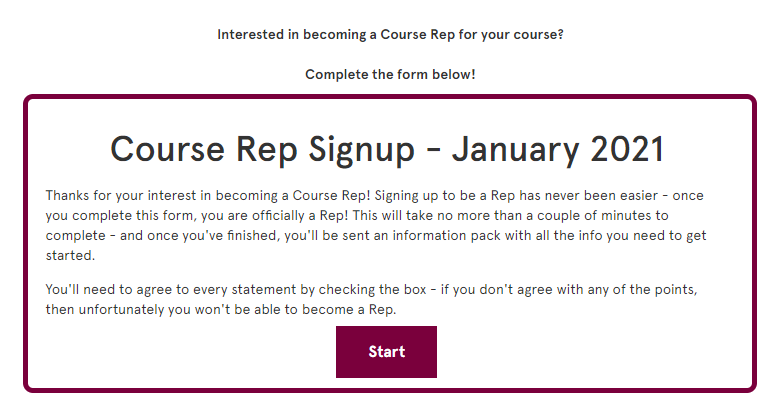 Interested in becoming a Course Rep for your course?
Complete the form below!
Course Rep Signup - January 2021
Thanks for your interest in becoming a Course Rep! Signing up to be a Rep has never been easier - once
you complete this form, you are officially a Rep! This will take no more than a couple of minutes to
complete - and once you've finished, you'll be sent an information pack with all the info you need to get
started.
You'll need to agree to every statement by checking the box - if you don't agree with any of the points,
then unfortunately you won't be able to become a Rep.
Start